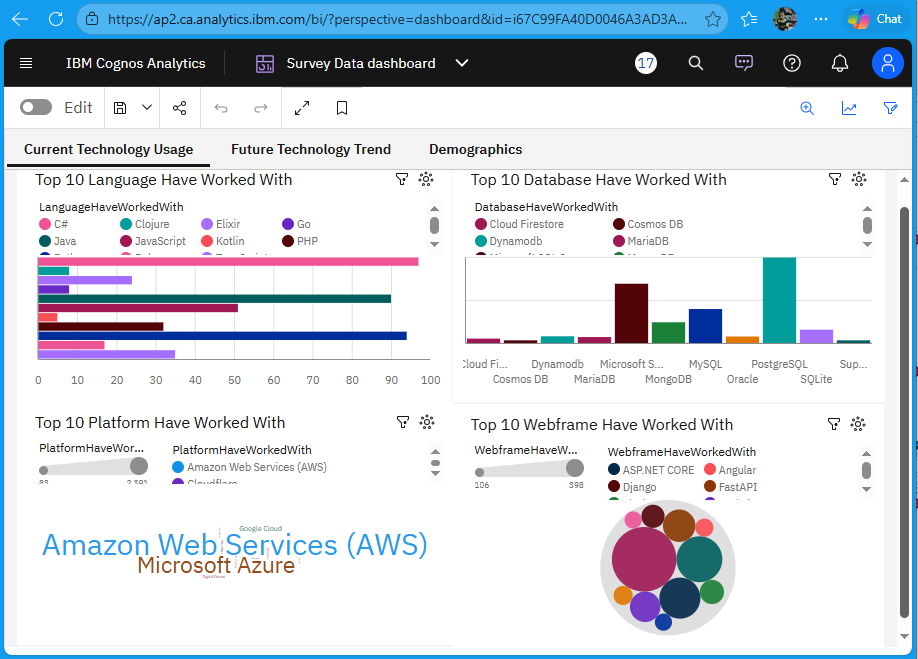 https://ap2.ca.analytics.ibm.com/bi/?perspective=dashboard&id=i67C99FA40D0046A3AD3A...
Chat
IBM Cognos Analytics
Survey Data dashboard
17
Edit
Current Technology Usage
Future Technology Trend
Demographics
Top 10 Language Have Worked With
LanguageHaveWorkedWith
C#
Clojure
Elixir
Go
Java
JavaScript
Kotlin
PHP
0 10 20 30 40 50 60 70 80 90 100
Top 10 Database Have Worked With
DatabaseHaveWorkedWith
Cloud Firestore
Cosmos DB
Dynamodb
MariaDB
Cloud Fi...
Dynamodb
Microsoft S...
MySQL
PostgreSQL
Sup...
Cosmos DB
MariaDB
MongoDB
Oracle
SQLite
Top 10 Platform Have Worked With
PlatformHaveWor...
83 2,391
PlatformHaveWorkedWith
Amazon Web Services (AWS)
Cloudflare
Google Cloud
Amazon Web Services (AWS)
Microsoft Azure
Top 10 Webframe Have Worked With
WebframeHaveW...
106 398
WebframeHaveWorkedWith
ASP.NET CORE
Angular
Django
FastAPI